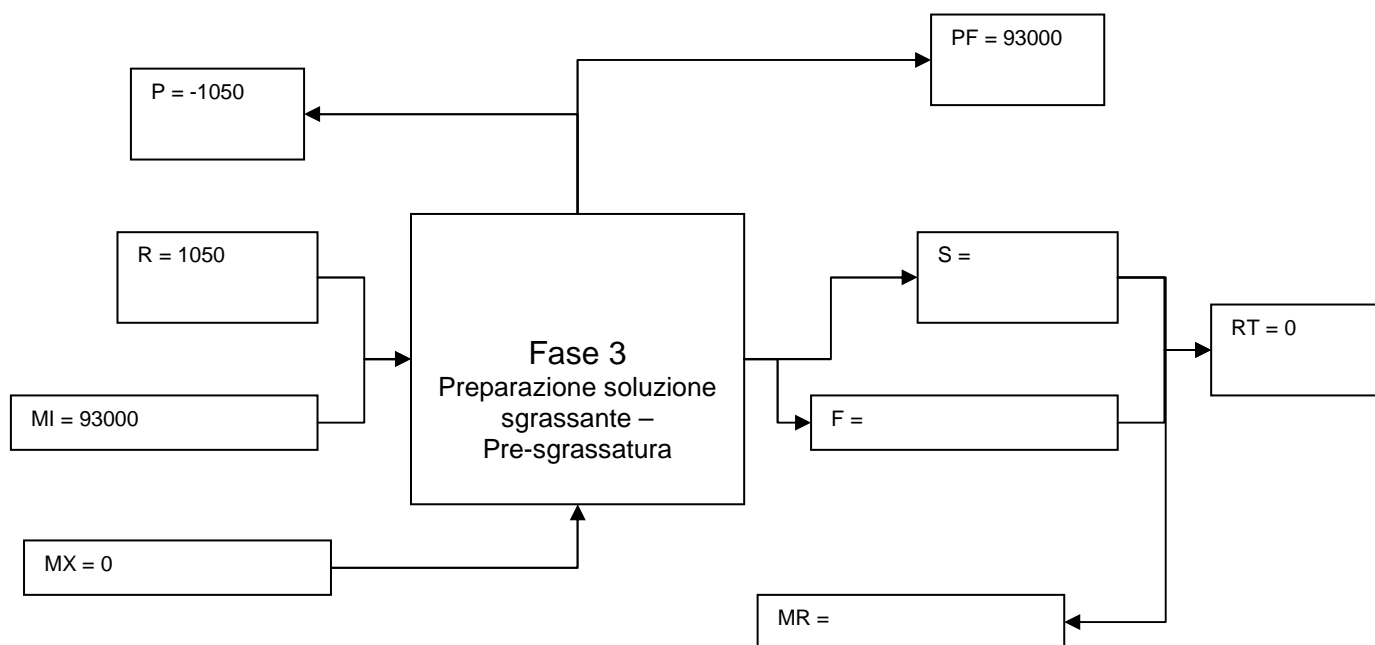 PF = 93000
P = -1050
R = 1050
S =
RT = 0
Fase 3
Preparazione soluzione
sgrassante –
Pre-sgrassatura
MI = 93000
F =
MX = 0
MR =